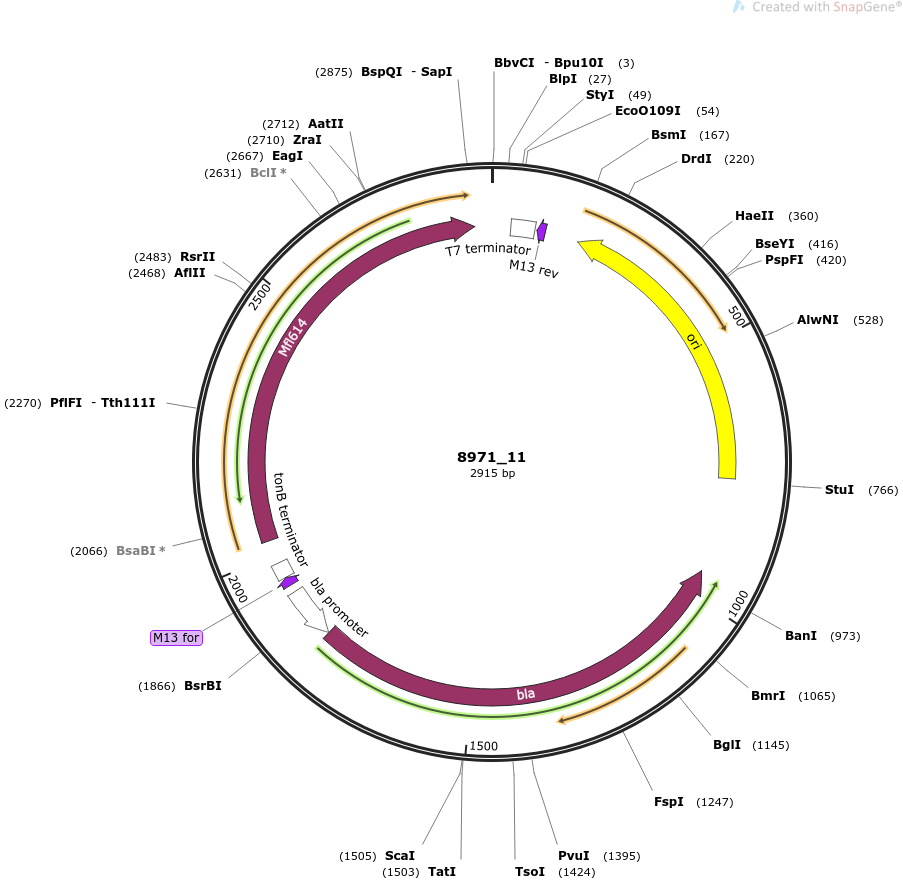 Created with SnapGene®
(2875) BspQI - SapI
BbvCI - Bpu10I (3)
BlpI (27)
StyI (49)
EcoO109I (54)
BsmI (167)
DrdI (220)
HaeII (360)
BseYI (416)
PspFI (420)
AlwNI (528)
StuI (766)
BanI (973)
BmrI (1065)
BglI (1145)
FspI (1247)
PvuI (1395)
TsoI (1424)
(1503) TatI
(1505) ScaI
(1866) BsrBI
M13 for
(2066) BsaBI *
(2270) PflFI - Tth111I
(2468) AflII
(2483) RsrII
(2631) BclI *
(2667) EagI
(2710) ZraI
(2712) AatII
500
1000
1500
2000
2500
T7 terminator
M13 rev
ori
bla
bla promoter
tonB terminator
Mfl614
8971_11
2915 bp